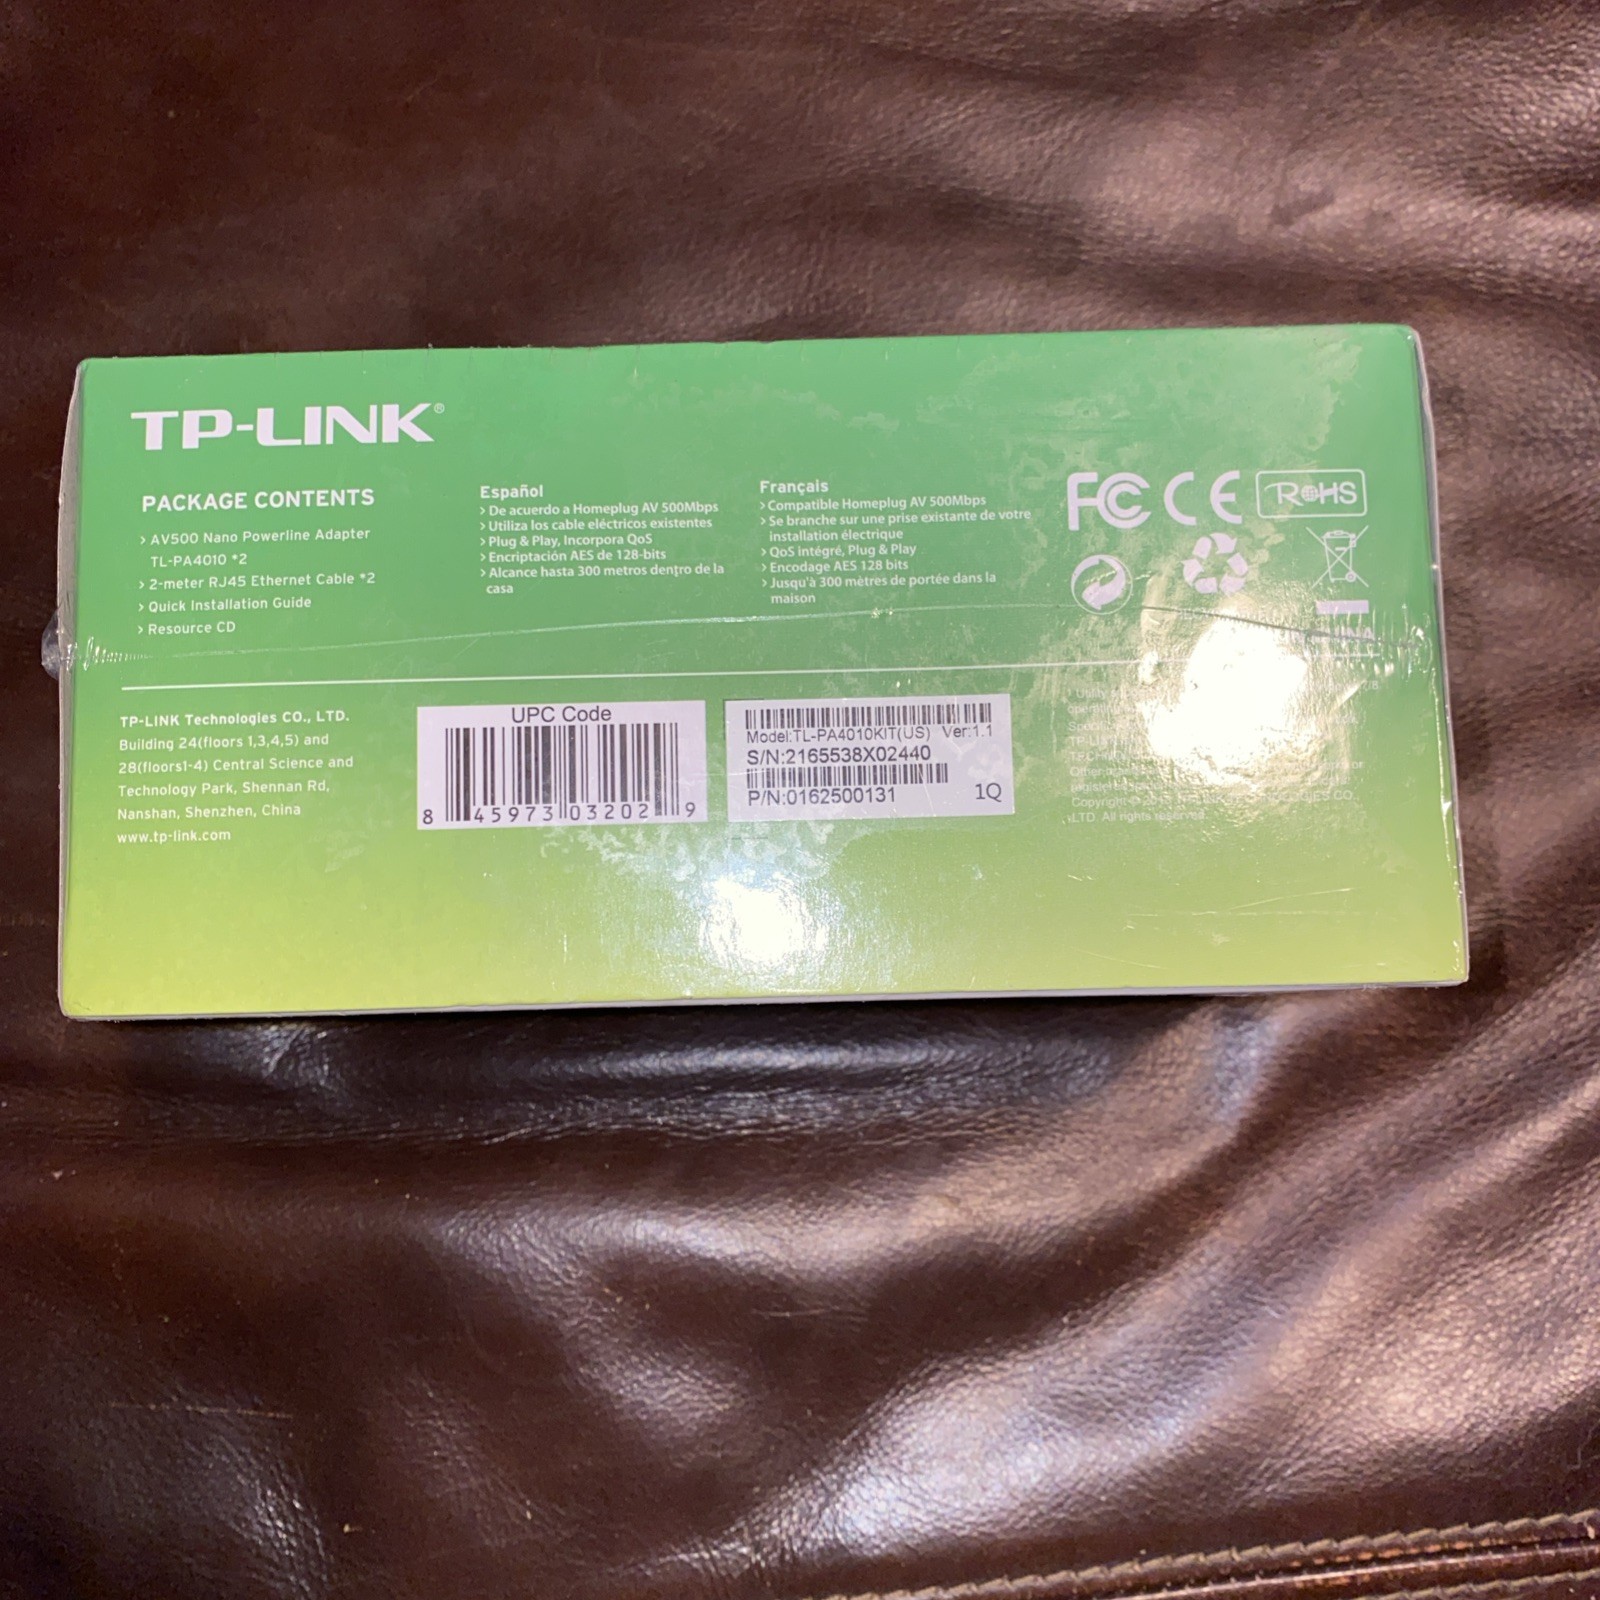 TP-LINK®
PACKAGE CONTENTS
> AV500 Nano Powerline Adapter
TL-PA4010 *2
> 2-meter RJ45 Ethernet Cable *2
> Quick Installation Guide
> Resource CD
Español
> De acuerdo a Homeplug AV 500Mbps
> Utiliza los cable eléctricos existentes
> Plug & Play, Incorpora QoS
> Encriptación AES de 128-bits
> Alcance hasta 300 metros dentro de la
casa
Français
> Compatible Homeplug AV 500Mbps
> Se branche sur une prise existante de votre
installation électrique
> QoS intégré, Plug & Play
> Encodage AES 128 bits
> Jusqu'à 300 mètres de portée dans la
maison
FC CE RoHS
TP-LINK Technologies CO., LTD.
Building 24(floors 1,3,4,5) and
28(floors1-4) Central Science and
Technology Park, Shennan Rd,
Nanshan, Shenzhen, China
www.tp-link.com
UPC Code
8 45973 03202 9
Model:TL-PA4010KIT(US) Ver:1.1
S/N:2165538X02440
P/N:0162500131 1Q
Utility
Copyright
LTD. All rights reserved.